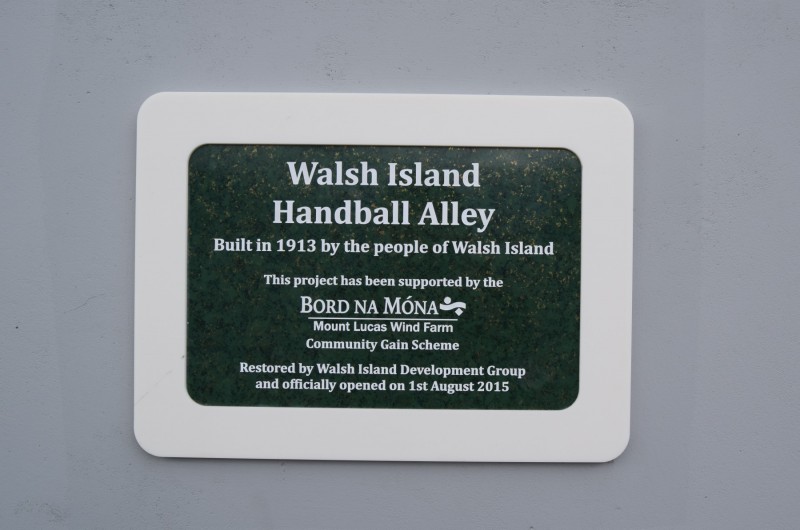 Walsh Island
Handball Alley
Built in 1913 by the people of Walsh Island
This project has been supported by the
BORD NA MÓNA
Mount Lucas Wind Farm
Community Gain Scheme
Restored by Walsh Island Development Group
and officially opened on 1st August 2015